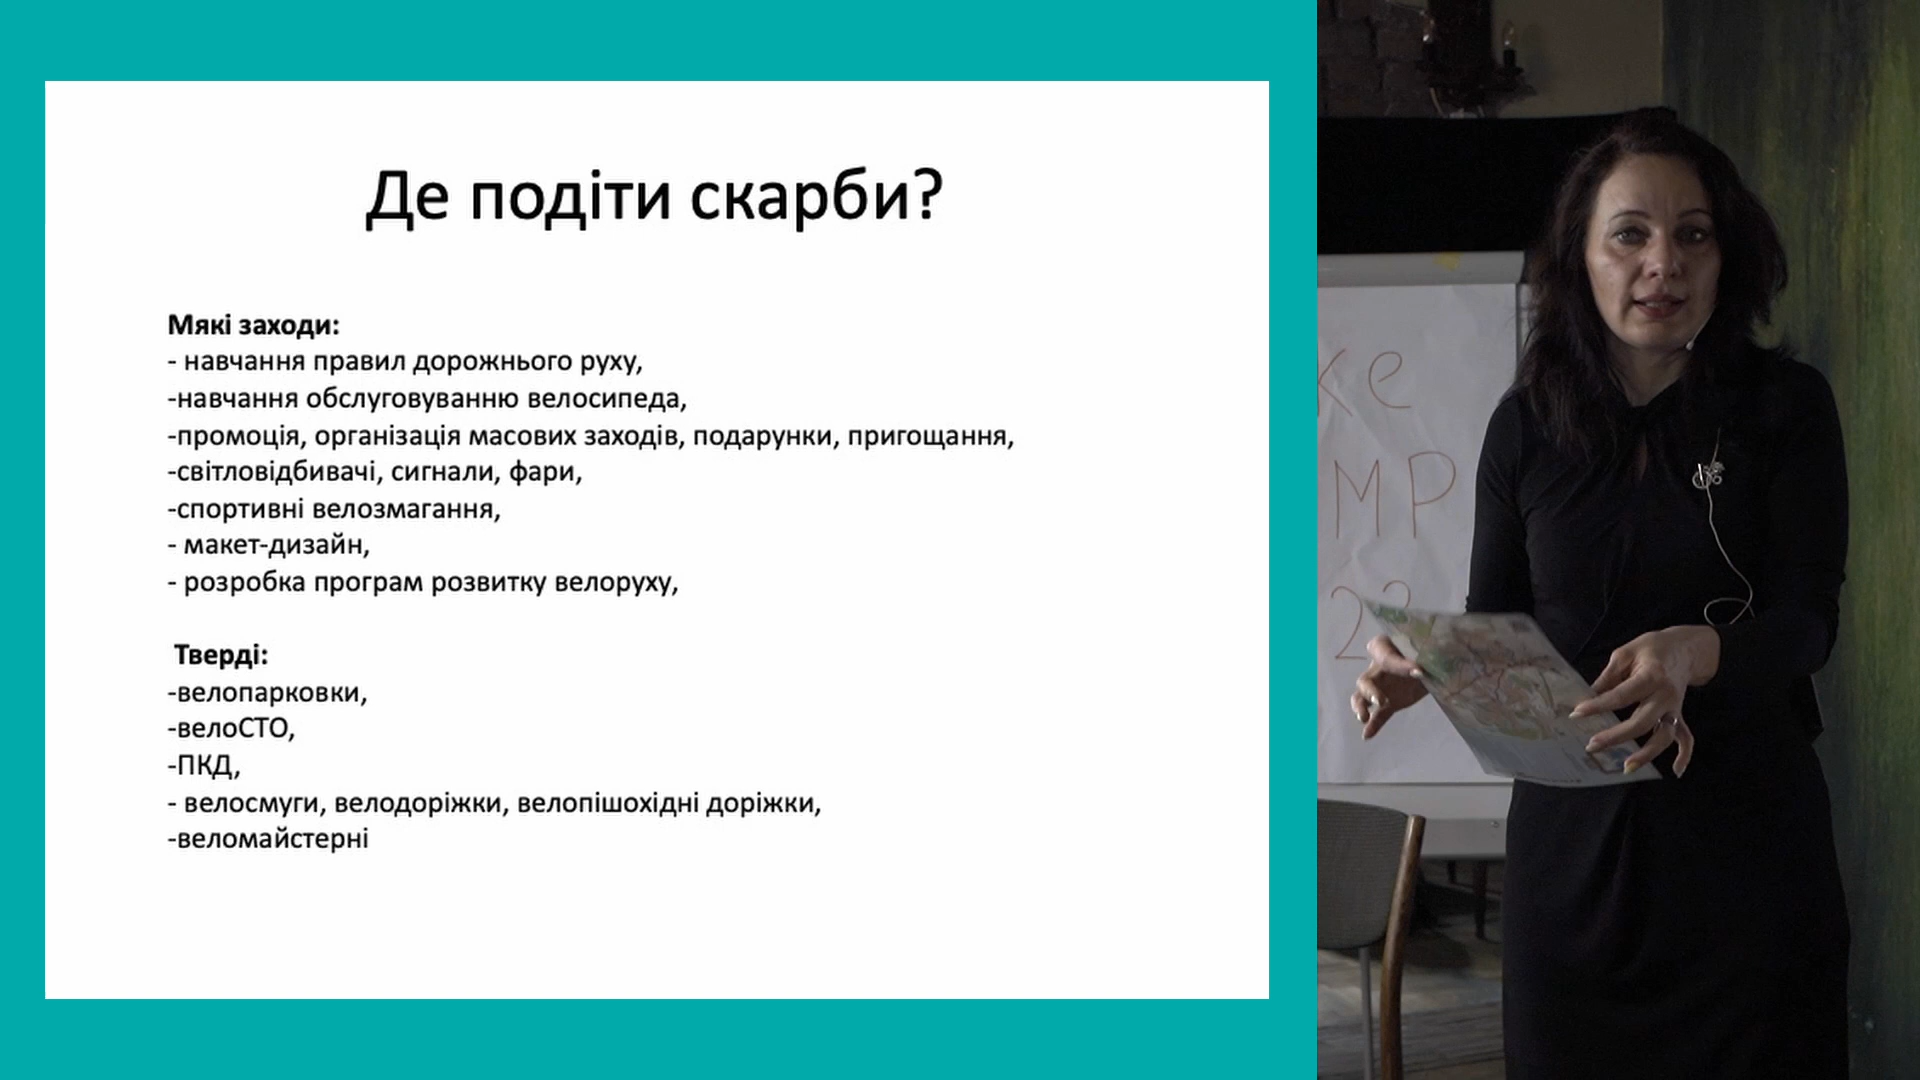 Де подіти скарби?
Мякі заходи:
- навчання правил дорожнього руху,
-навчання обслуговуванню велосипеда,
-промоція, організація масових заходів, подарунки, пригощання,
-світловідбивачі, сигнали, фари,
-спортивні велозмагання,
- макет-дизайн,
- розробка програм розвитку велоруху,
Тверді:
-велопарковки,
-велоСТО,
-ПКД,
- велосмуги, велодоріжки, велопішохідні доріжки,
-веломайстерні
ке
МР